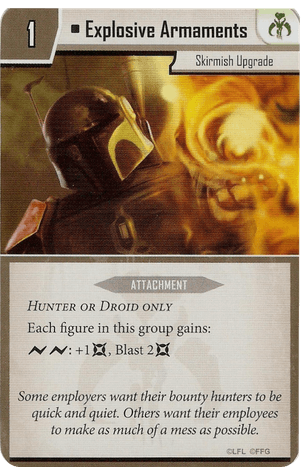 1
▪ Explosive Armaments
Skirmish Upgrade
ATTACHMENT
HUNTER OR DROID ONLY
Each figure in this group gains:
: +1, Blast 2
Some employers want their bounty hunters to be
quick and quiet. Others want their employees
to make as much of a mess as possible.
©LFL ©FFG